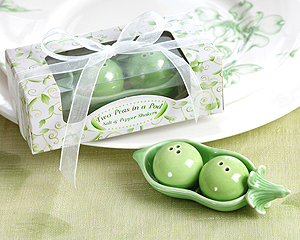 Two Peas in a Pod
Salt & Pepper Shakers